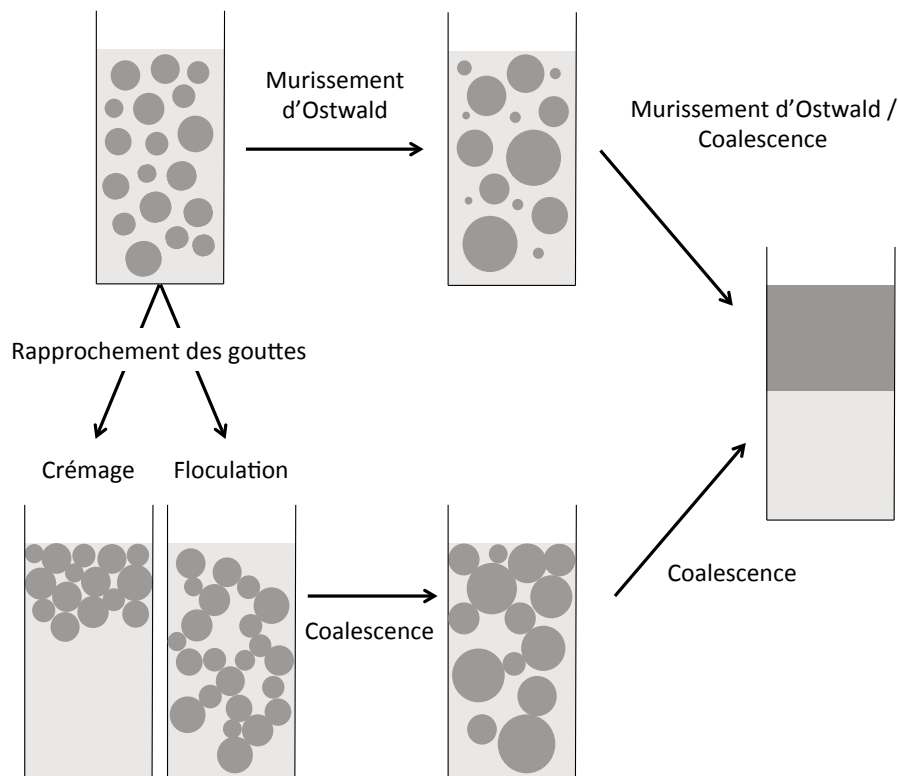 Murissement
d'Ostwald
Murissement d'Ostwald /
Coalescence
Rapprochement des gouttes
Crémage
Floculation
Coalescence
Coalescence